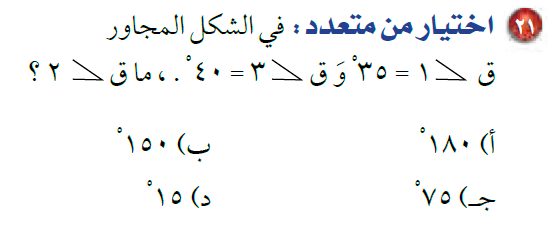 ٢١ اختيار من متعدد : في الشكل المجاور
ق ∠ ١ = ٣٥° وَ ق ∠ ٣ = ٤٠° . ، ما ق ∠ ٢ ؟
أ) ١٨٠° ب) ١٥٠°
جـ) ٧٥° د) ١٥°